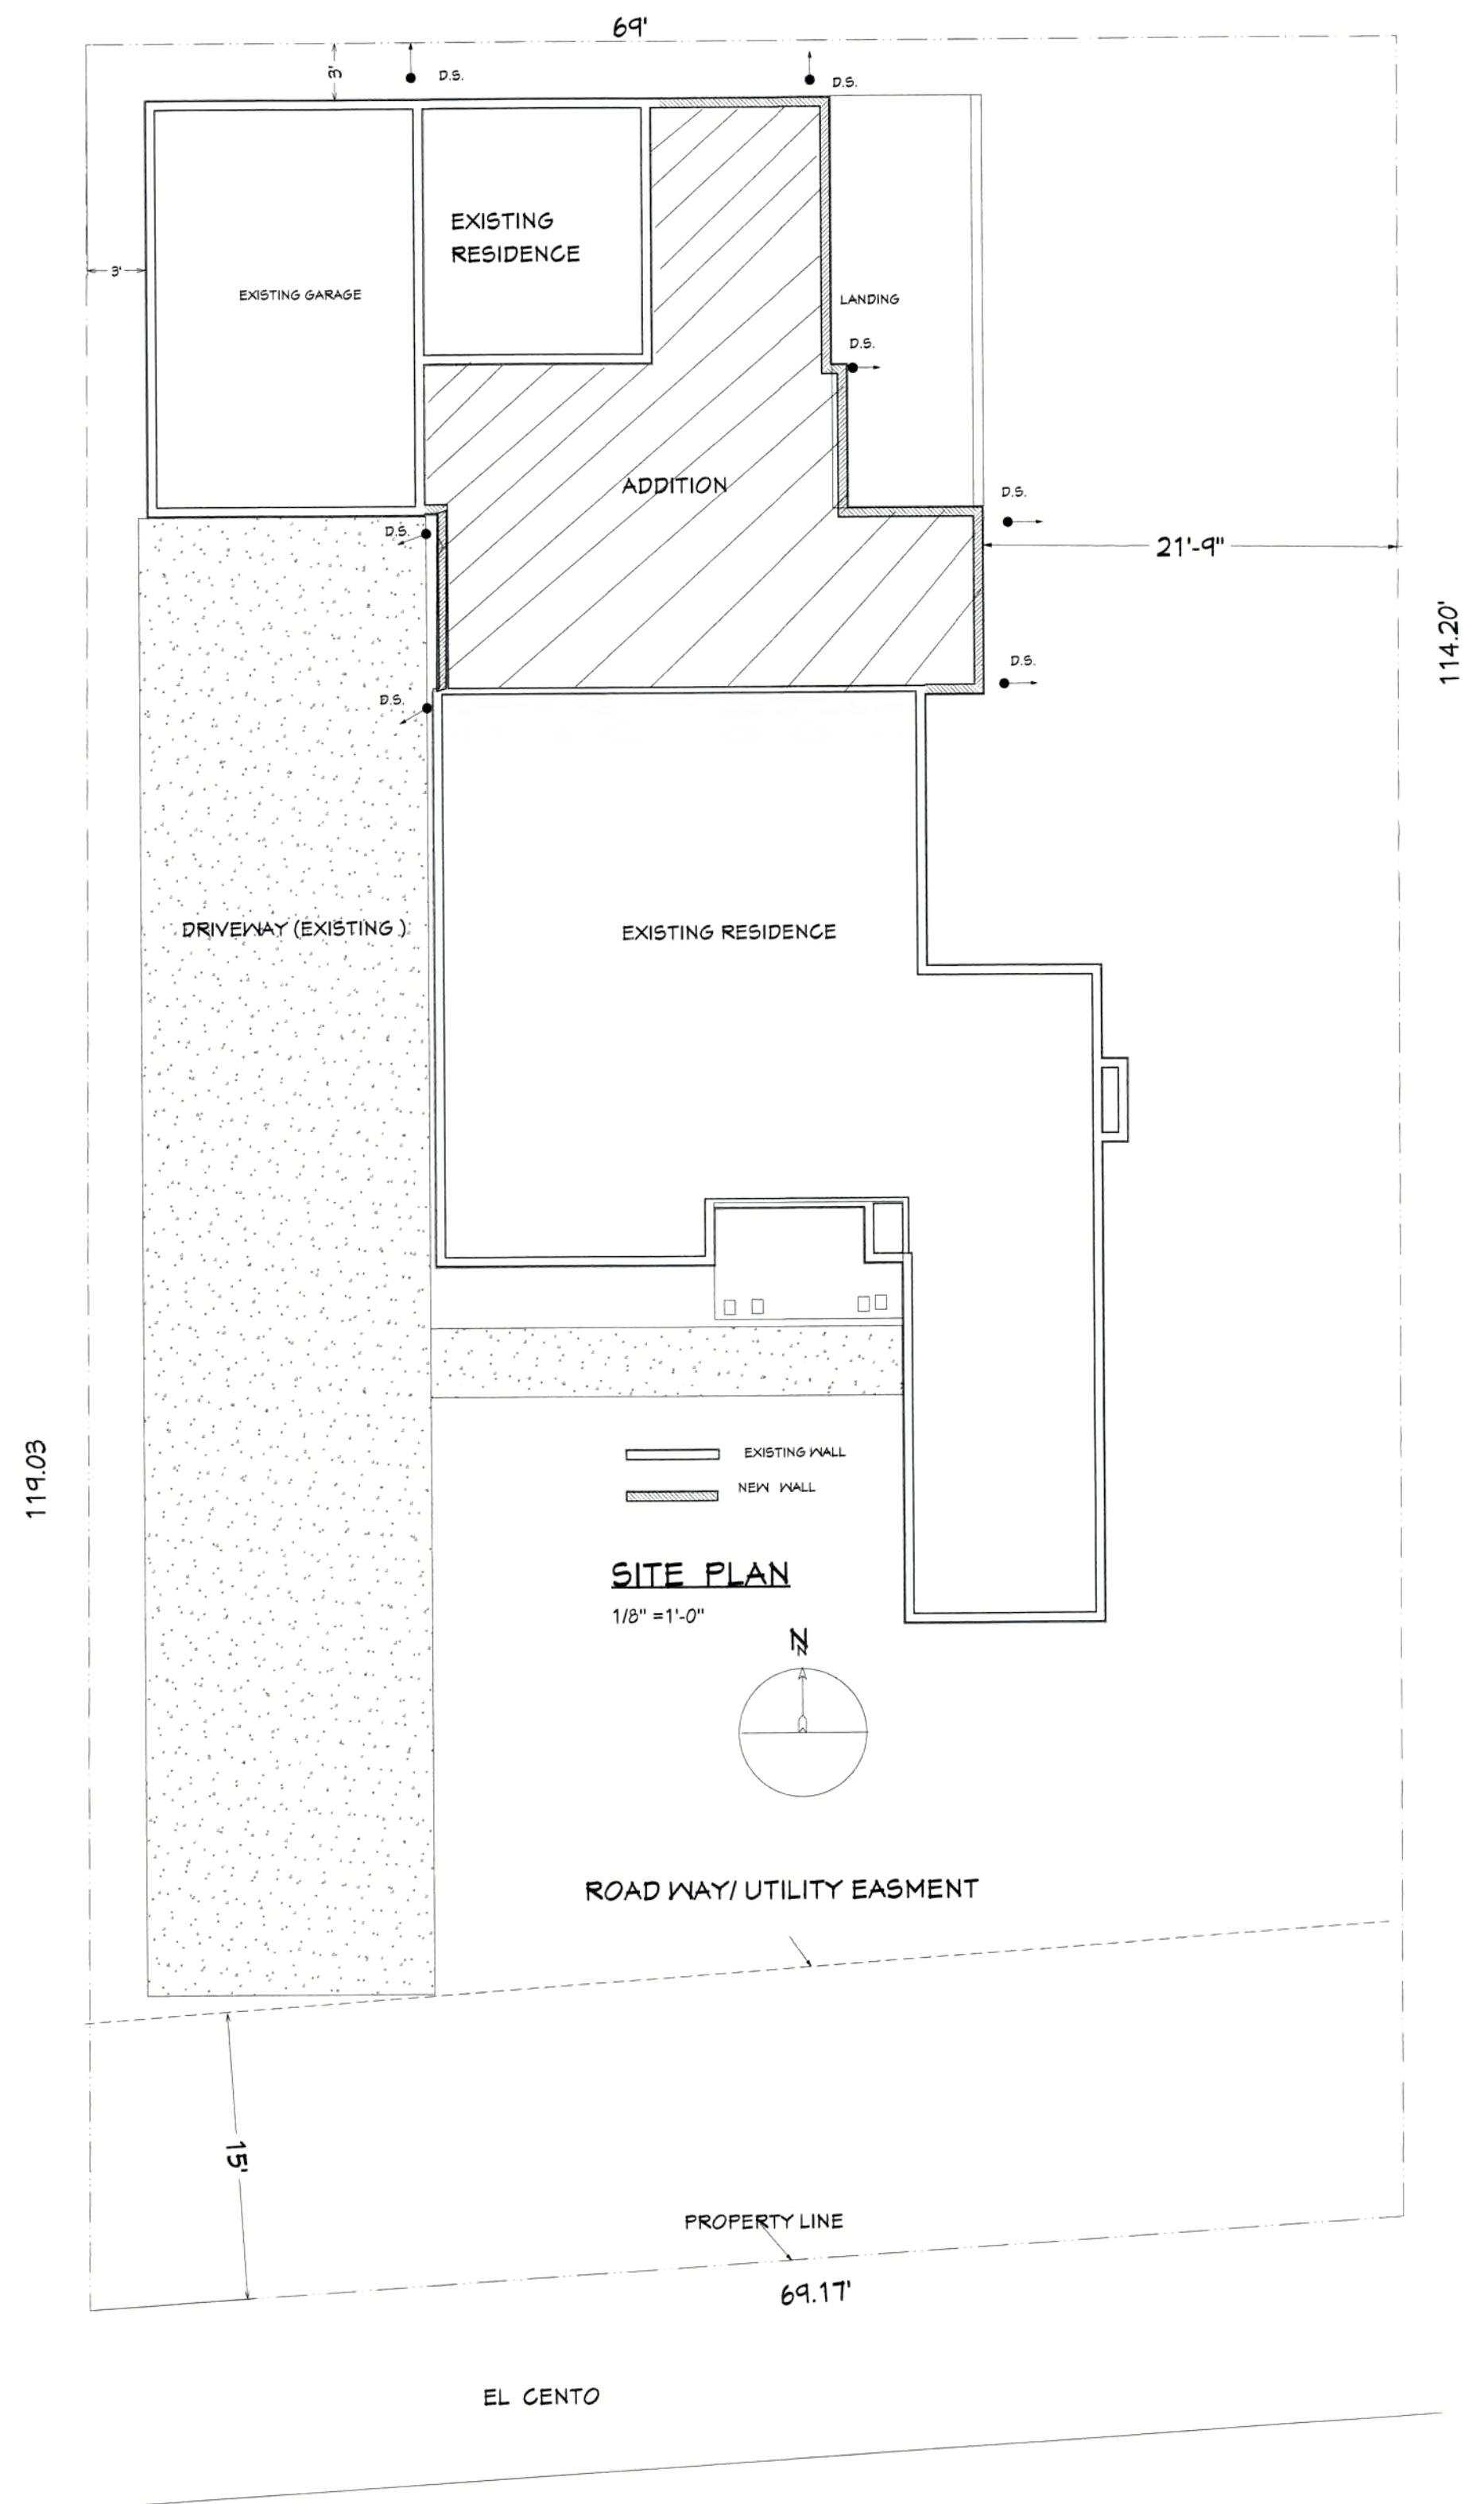 69'
3'
D.S.
D.S.
EXISTING
RESIDENCE
3'
EXISTING GARAGE
LANDING
D.S.
ADDITION
D.S.
D.S.
21'-9"
114.20'
D.S.
D.S.
DRIVEWAY (EXISTING )
EXISTING RESIDENCE
119.03
EXISTING WALL
NEW WALL
SITE PLAN
1/8" =1'-0"
N
ROAD WAY/ UTILITY EASMENT
15'
PROPERTY LINE
69.17'
EL CENTO